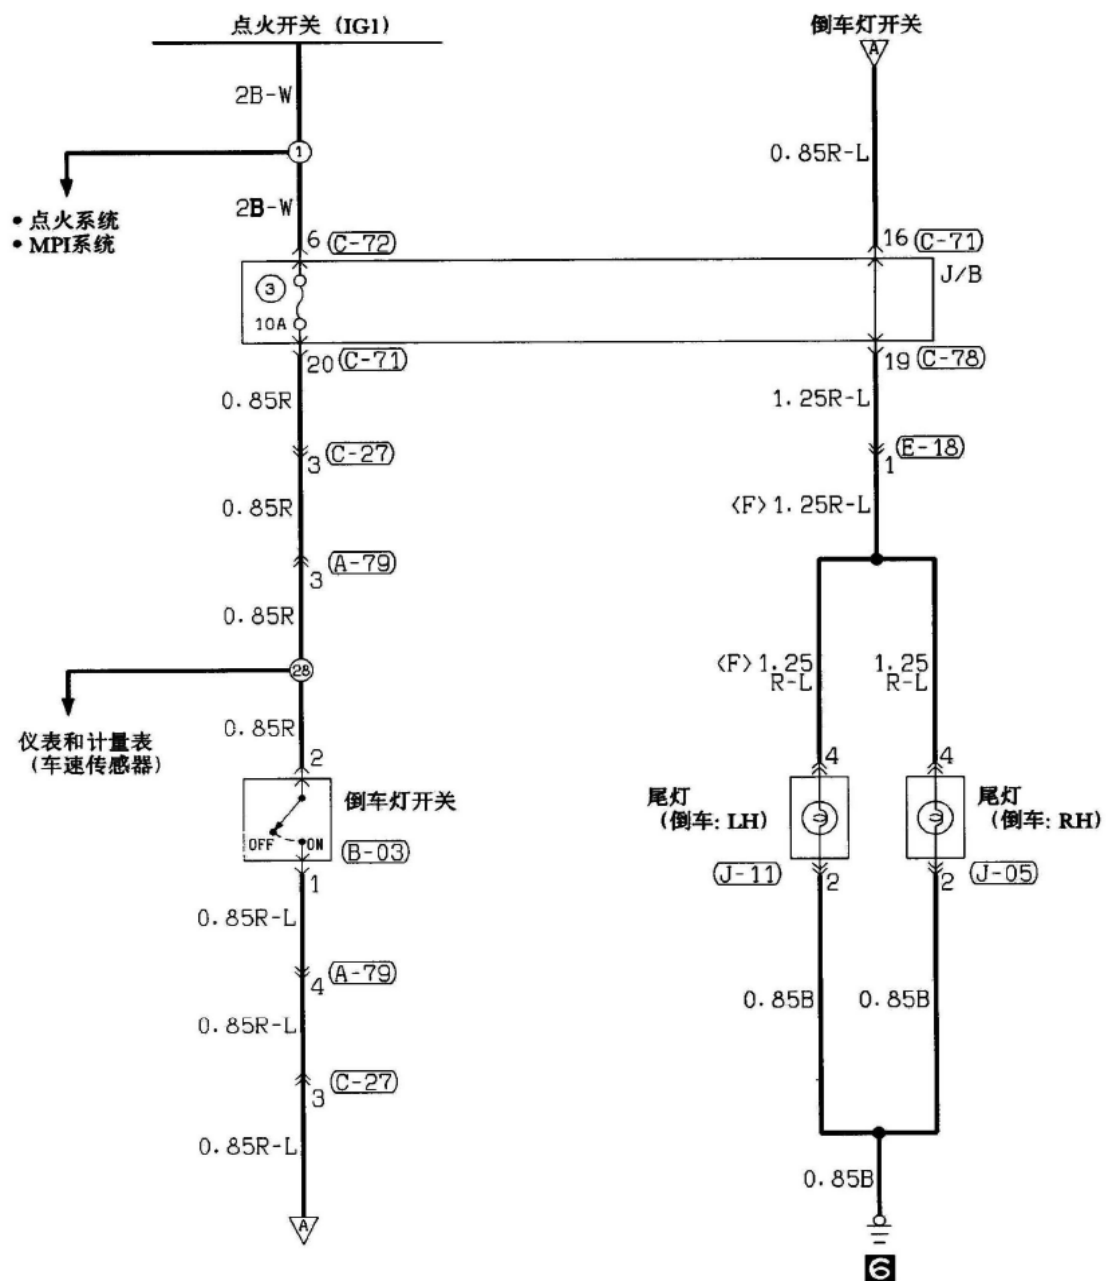 点火开关 (IG1)
2B-W
1
• 点火系统
• MPI系统
2B-W
6 C-72
3
10A
20 C-71
0.85R
3 C-27
0.85R
3 A-79
0.85R
28
仪表和计量表
(车速传感器)
0.85R
2
倒车灯开关
OFF ON
B-03
1
0.85R-L
4 A-79
0.85R-L
3 C-27
0.85R-L
A
倒车灯开关
A
0.85R-L
16 C-71
J/B
19 C-78
1.25R-L
E-18
1
<F>1.25R-L
<F>1.25
R-L
1.25
R-L
4
4
尾灯
(倒车: LH)
尾灯
(倒车: RH)
J-11
2
2
J-05
0.85B
0.85B
0.85B
6